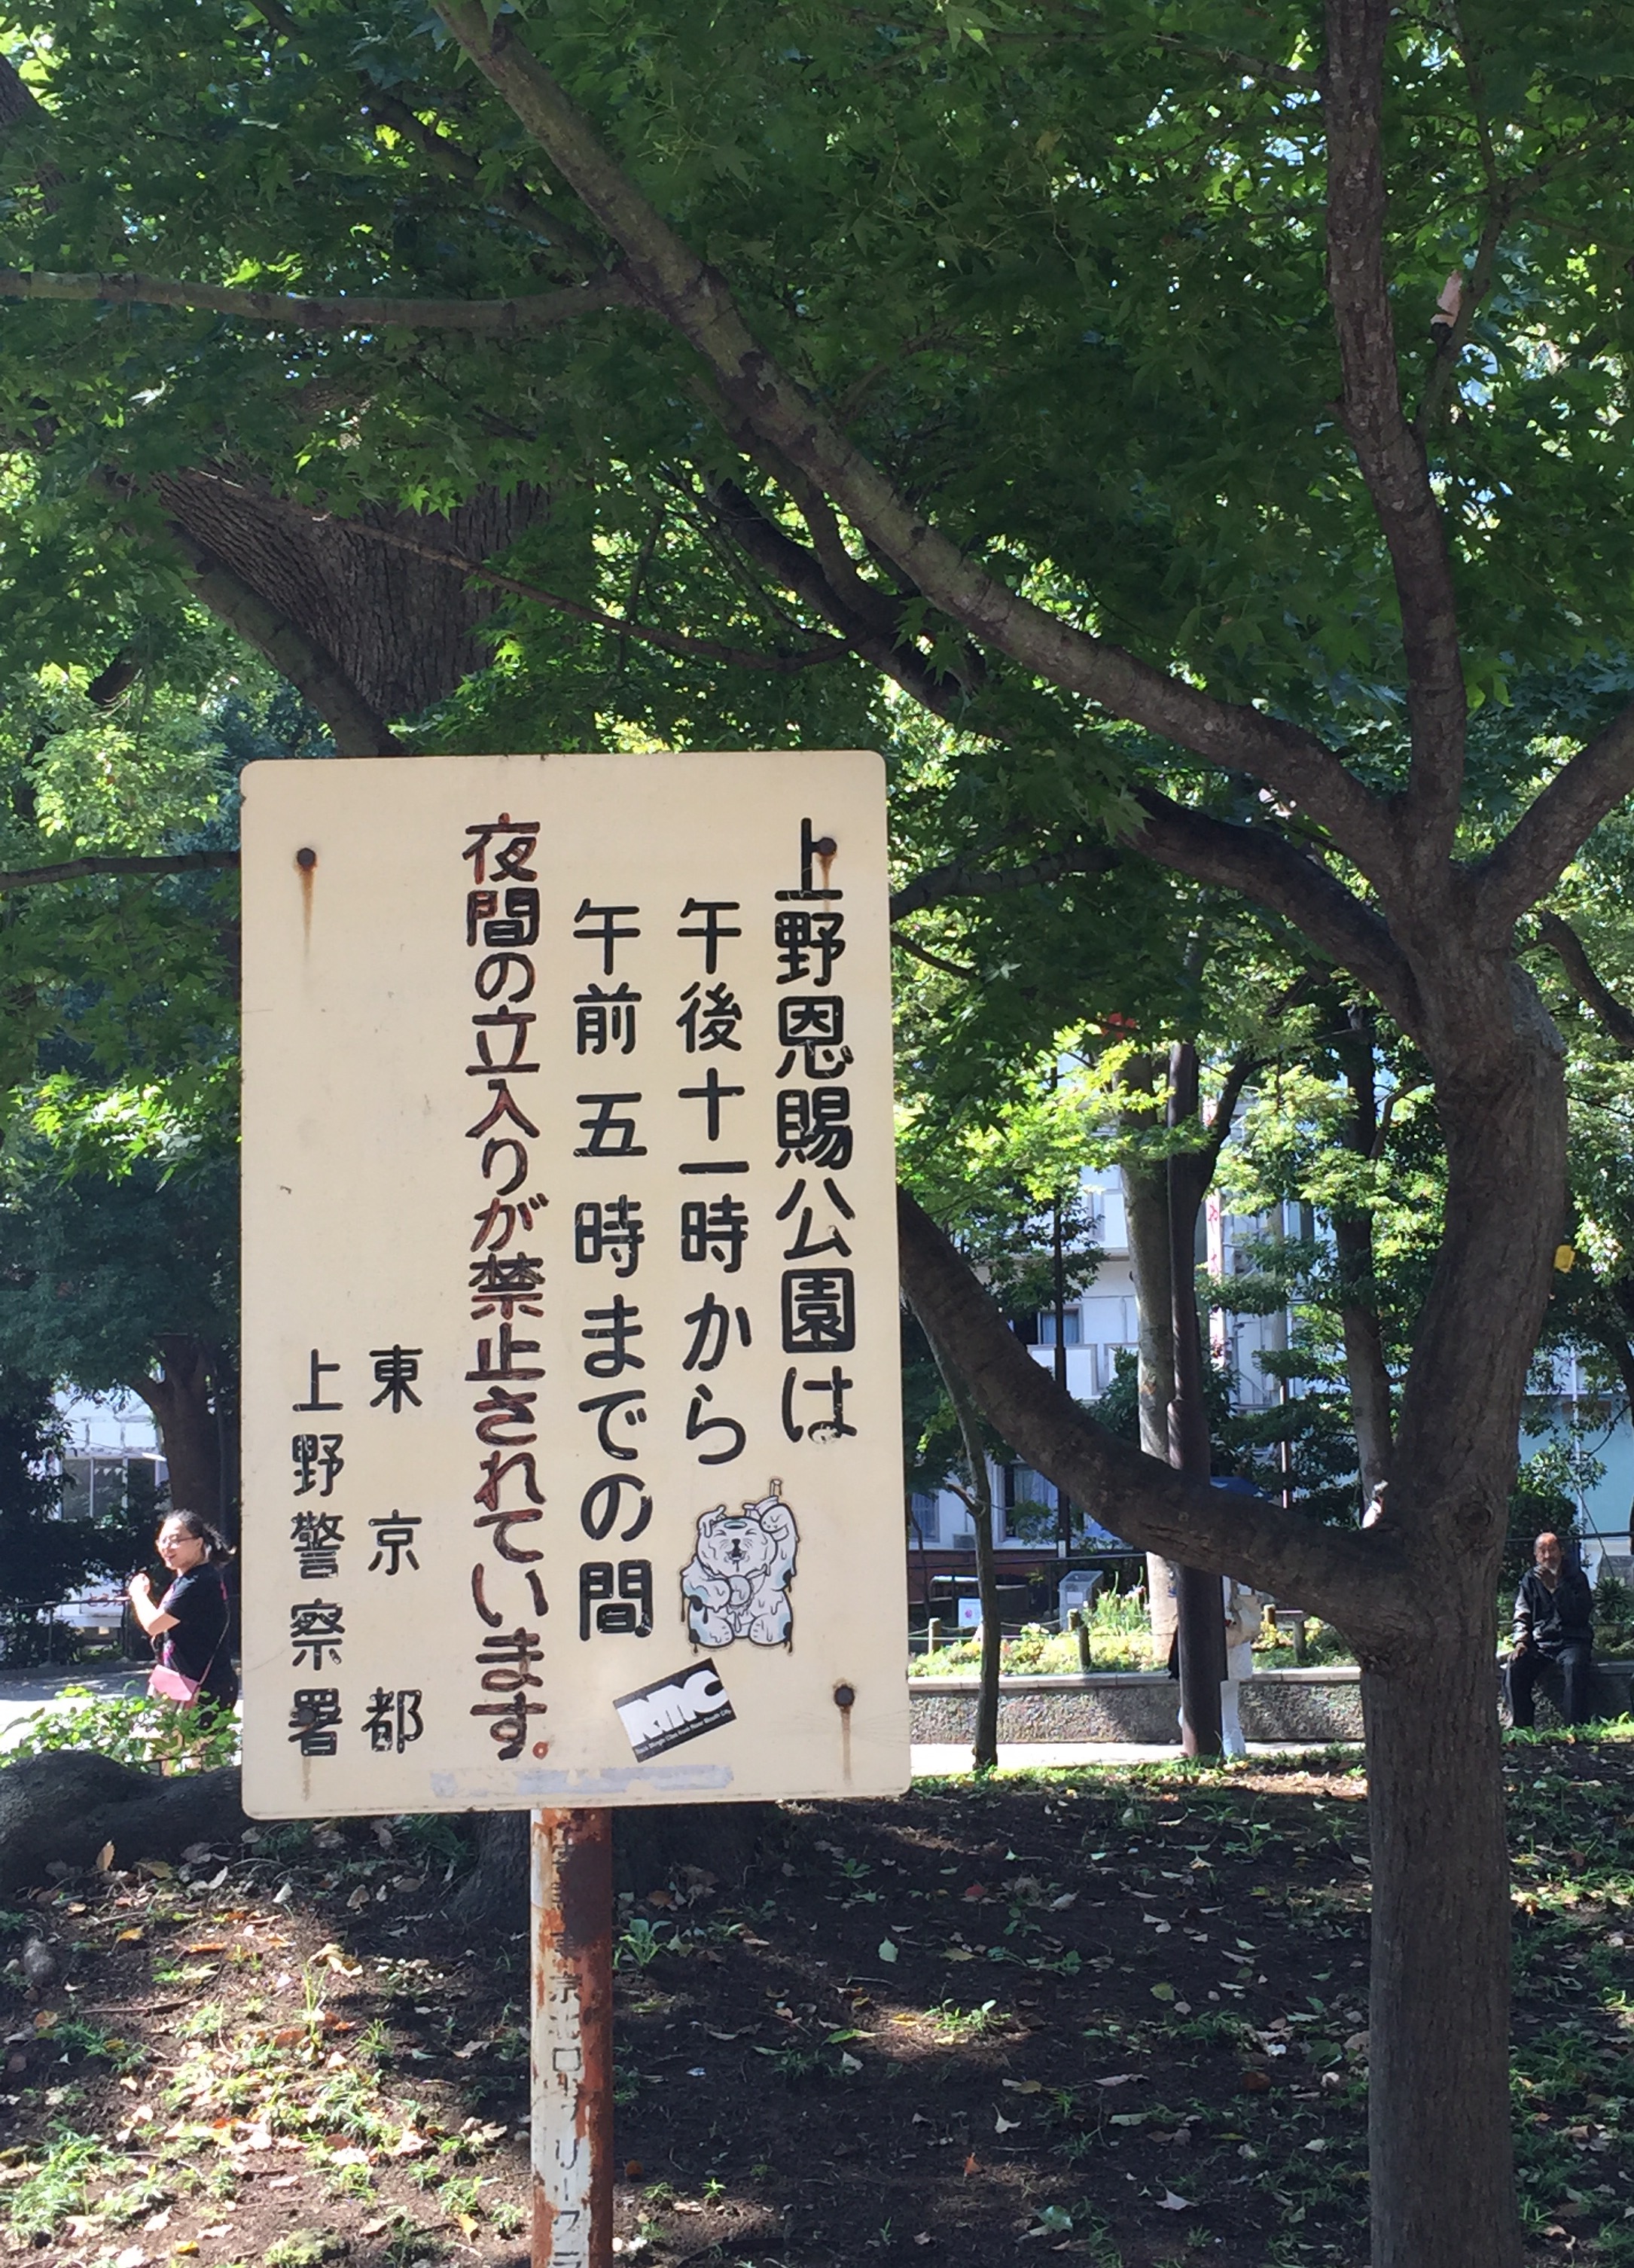 上野恩賜公園は
午後十一時から
午前五時までの間
夜間の立入りが禁止されています。
東京都
上野警察署
RMC